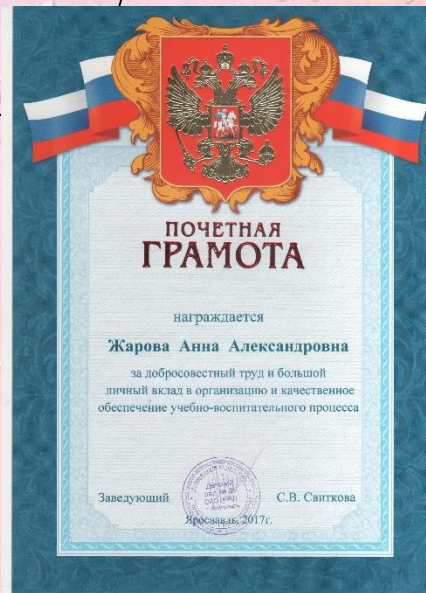 ПОЧЕТНАЯ
ГРАМОТА
награждается
Жарова Анна Александровна
за добросовестный труд и большой
личный вклад в организацию и качественное
обеспечение учебно-воспитательного процесса
Заведующий С.В. Свиткова
Ярославль, 2017г.